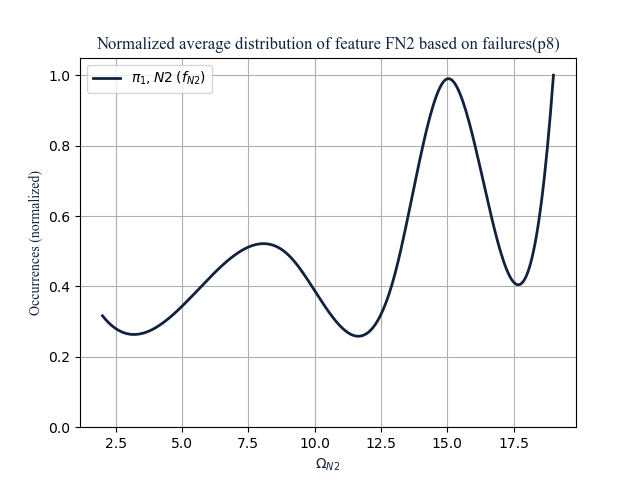 Normalized average distribution of feature FN2 based on failures(p8)
π₁, N2 (f_N2)
Occurrences (normalized)
1.0
0.8
0.6
0.4
0.2
0.0
2.5 5.0 7.5 10.0 12.5 15.0 17.5
Ω_N2